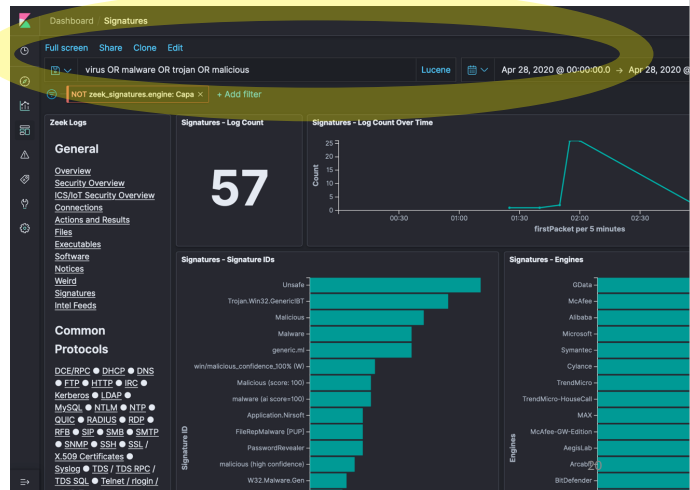 Dashboard / Signatures
Full screen Share Clone Edit
virus OR malware OR trojan OR malicious
Lucene
Apr 28, 2020 @ 00:00:00.0 → Apr 28, 2020 @
NOT zeek_signatures.engine: Capa ×
+ Add filter
Zeek Logs
General
Overview
Security Overview
ICS/IoT Security Overview
Connections
Actions and Results
Files
Executables
Software
Notices
Weird
Signatures
Intel Feeds
Common
Protocols
DCE/RPC ● DHCP ● DNS
● FTP ● HTTP ● IRC ●
Kerberos ● LDAP ●
MySQL ● NTLM ● NTP ●
QUIC ● RADIUS ● RDP ●
RFB ● SIP ● SMB ● SMTP
● SNMP ● SSH ● SSL /
X.509 Certificates ●
Syslog ● TDS / TDS RPC /
TDS SQL ● Telnet / rlogin /
Signatures - Log Count
57
Signatures - Log Count Over Time
Count
25
20
15
10
5
0
00:30
01:00
01:30
02:00
02:30
firstPacket per 5 minutes
Signatures - Signature IDs
Signature ID
Unsafe
Trojan.Win32.Generic!BT
Malicious
Malware
generic.ml
win/malicious_confidence_100% (W)
Malicious (score: 100)
malware (ai score=100)
Application.Nirsoft
FileRepMalware [PUP]
PasswordRevealer
malicious (high confidence)
W32.Malware.Gen
Signatures - Engines
Engines
GData
McAfee
Alibaba
Microsoft
Symantec
Cylance
TrendMicro
TrendMicro-HouseCall
MAX
McAfee-GW-Edition
AegisLab
Arcabit
BitDefender